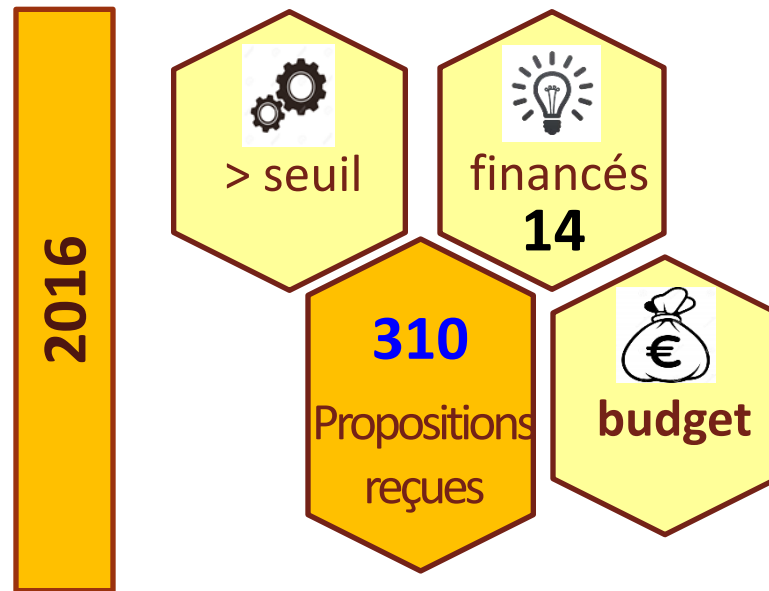 2016
> seuil
financés
14
310
Propositions
reçues
€
budget